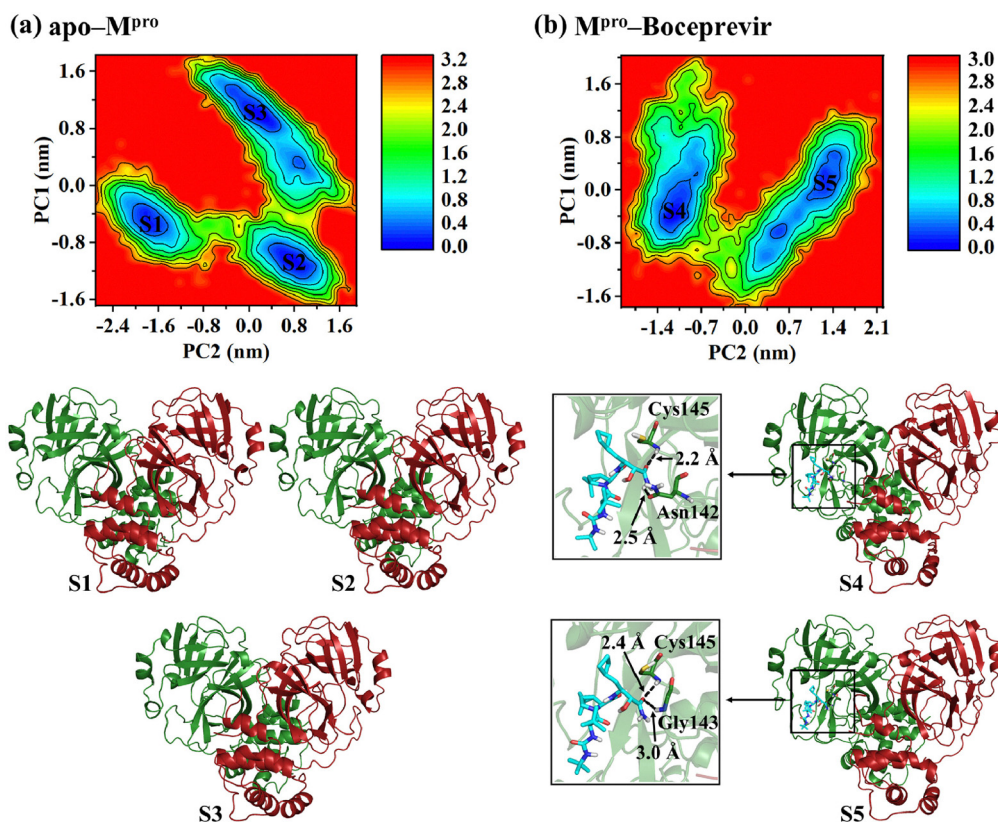 (a) apo–Mᵖʳᵒ
1.6
0.8
0.0
-0.8
-1.6
PC1 (nm)
-2.4 -1.6 -0.8 0.0 0.8 1.6
PC2 (nm)
S3
S1
S2
3.2
2.8
2.4
2.0
1.6
1.2
0.8
0.4
0.0
(b) Mᵖʳᵒ–Boceprevir
1.6
0.8
0.0
-0.8
-1.6
PC1 (nm)
-1.4 -0.7 0.0 0.7 1.4 2.1
PC2 (nm)
S4
S5
3.0
2.6
2.4
2.0
1.6
1.2
0.8
0.4
0.0
S1
S2
S3
Cys145
2.2 Å
Asn142
2.5 Å
S4
2.4 Å
Cys145
Gly143
3.0 Å
S5